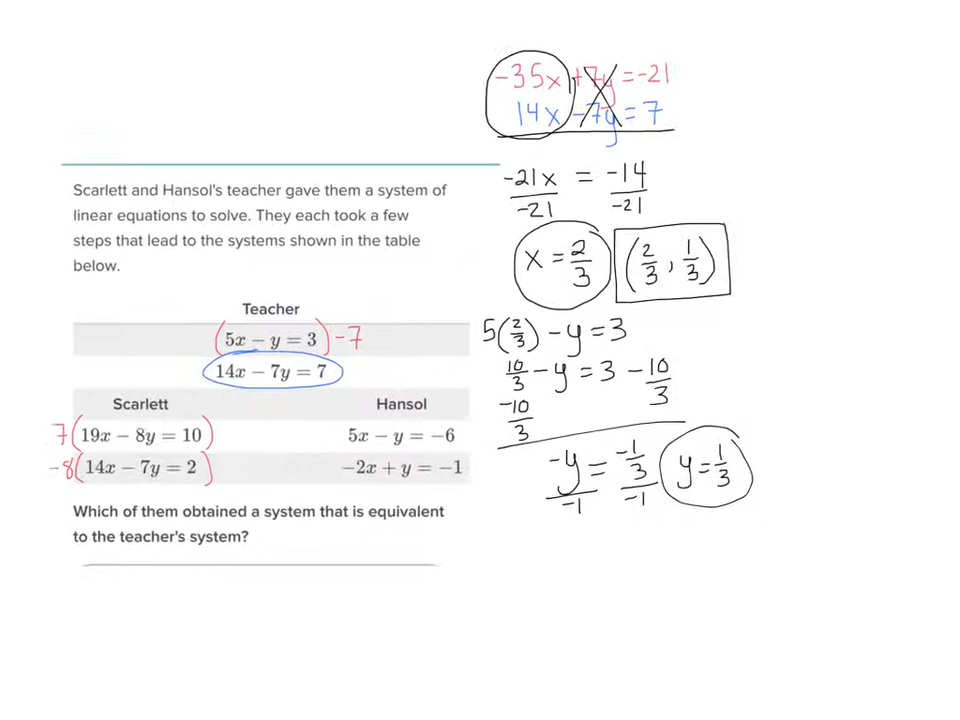 -35x + 7y = -21
14x - 7y = 7
-21x = -14
-21 -21
x = 2/3 (2/3, 1/3)
5(2/3) - y = 3
10/3 - y = 3 - 10/3
-10/3
-y = -1/3 y = 1/3
-1 -1
Scarlett and Hansol's teacher gave them a system of
linear equations to solve. They each took a few
steps that lead to the systems shown in the table
below.
Teacher
(5x − y = 3) -7
14x − 7y = 7
Scarlett Hansol
7(19x − 8y = 10) 5x − y = −6
-8(14x − 7y = 2) −2x + y = −1
Which of them obtained a system that is equivalent
to the teacher's system?